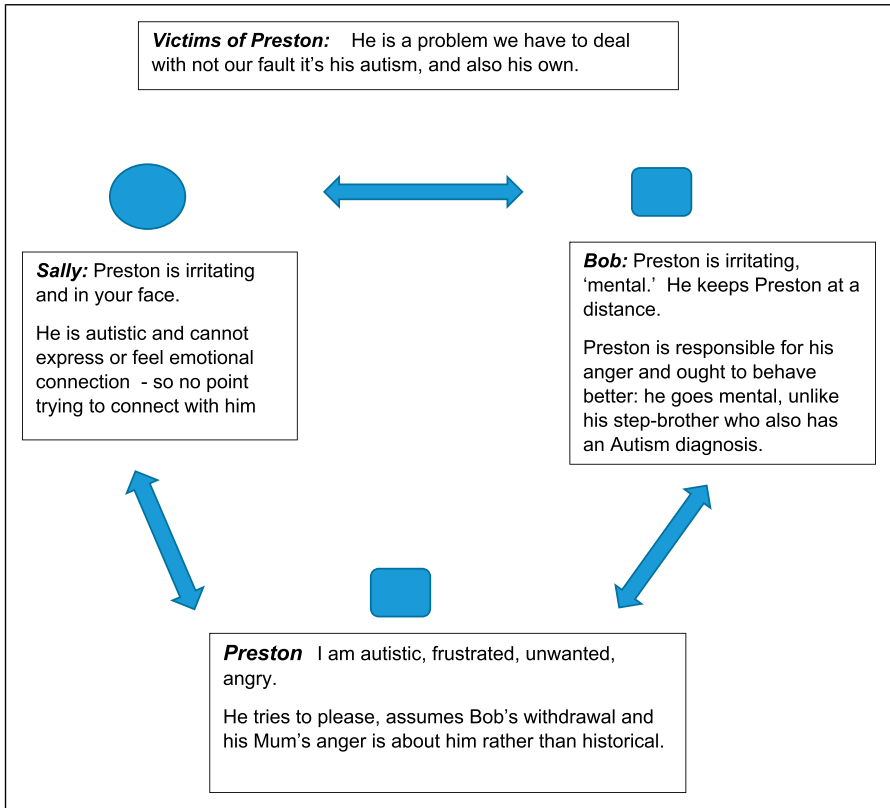 Victims of Preston: He is a problem we have to deal
with not our fault it’s his autism, and also his own.
Sally: Preston is irritating
and in your face.
He is autistic and cannot
express or feel emotional
connection - so no point
trying to connect with him
Bob: Preston is irritating,
‘mental.’ He keeps Preston at a
distance.
Preston is responsible for his
anger and ought to behave
better: he goes mental, unlike
his step-brother who also has
an Autism diagnosis.
Preston I am autistic, frustrated, unwanted,
angry.
He tries to please, assumes Bob’s withdrawal and
his Mum’s anger is about him rather than historical.